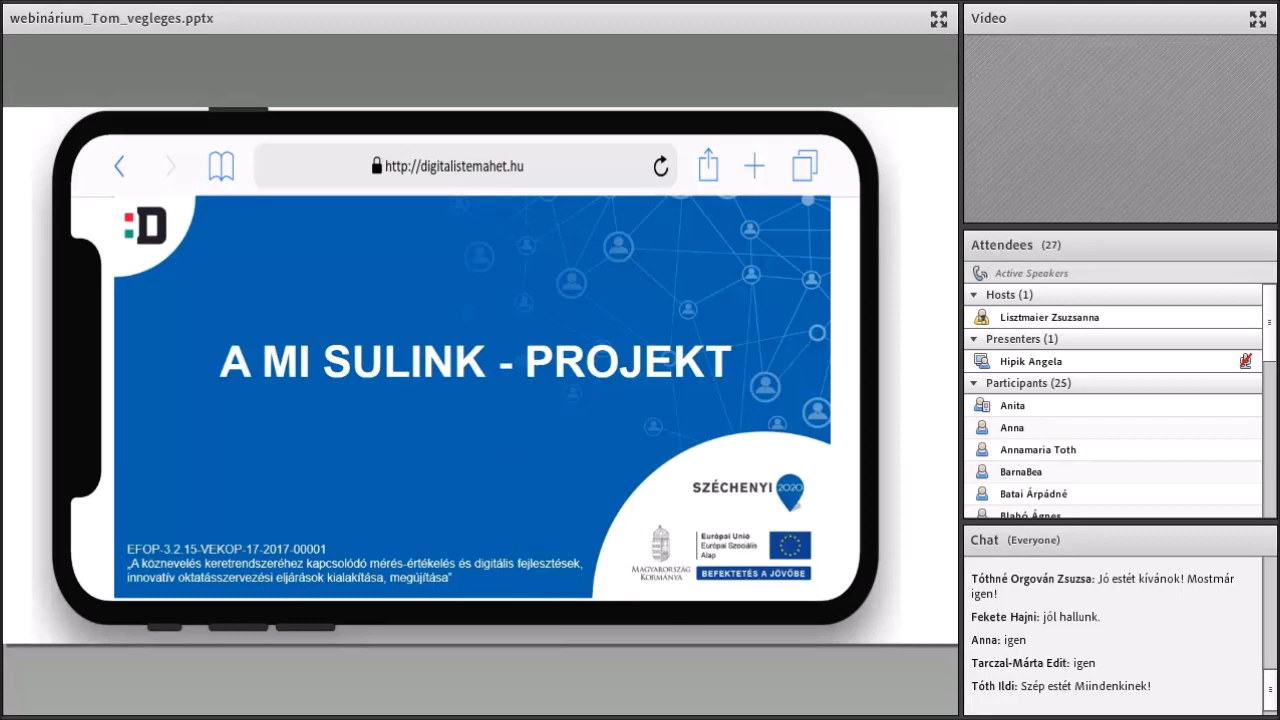 webinárium_Tom_vegleges.pptx
http://digitalistemahet.hu
:D
A MI SULINK - PROJEKT
SZÉCHENYI 2020
MAGYARORSZÁG
KORMÁNYA
Európai Unió
Európai Szociális
Alap
BEFEKTETÉS A JÖVŐBE
EFOP-3.2.15-VEKOP-17-2017-00001
„A köznevelés keretrendszeréhez kapcsolódó mérés-értékelés és digitális fejlesztések,
innovatív oktatásszervezési eljárások kialakítása, megújítása”
Video
Attendees (27)
Active Speakers
Hosts (1)
Lisztmaier Zsuzsanna
Presenters (1)
Hipik Angela
Participants (25)
Anita
Anna
Annamaria Toth
BarnaBea
Batai Árpádné
Blahó Ágnes
Chat (Everyone)
Tóthné Orgován Zsuzsa: Jó estét kívánok! Mostmár
igen!
Fekete Hajni: jól hallunk.
Anna: igen
Tarczal-Márta Edit: igen
Tóth Ildi: Szép estét Miindenkinek!